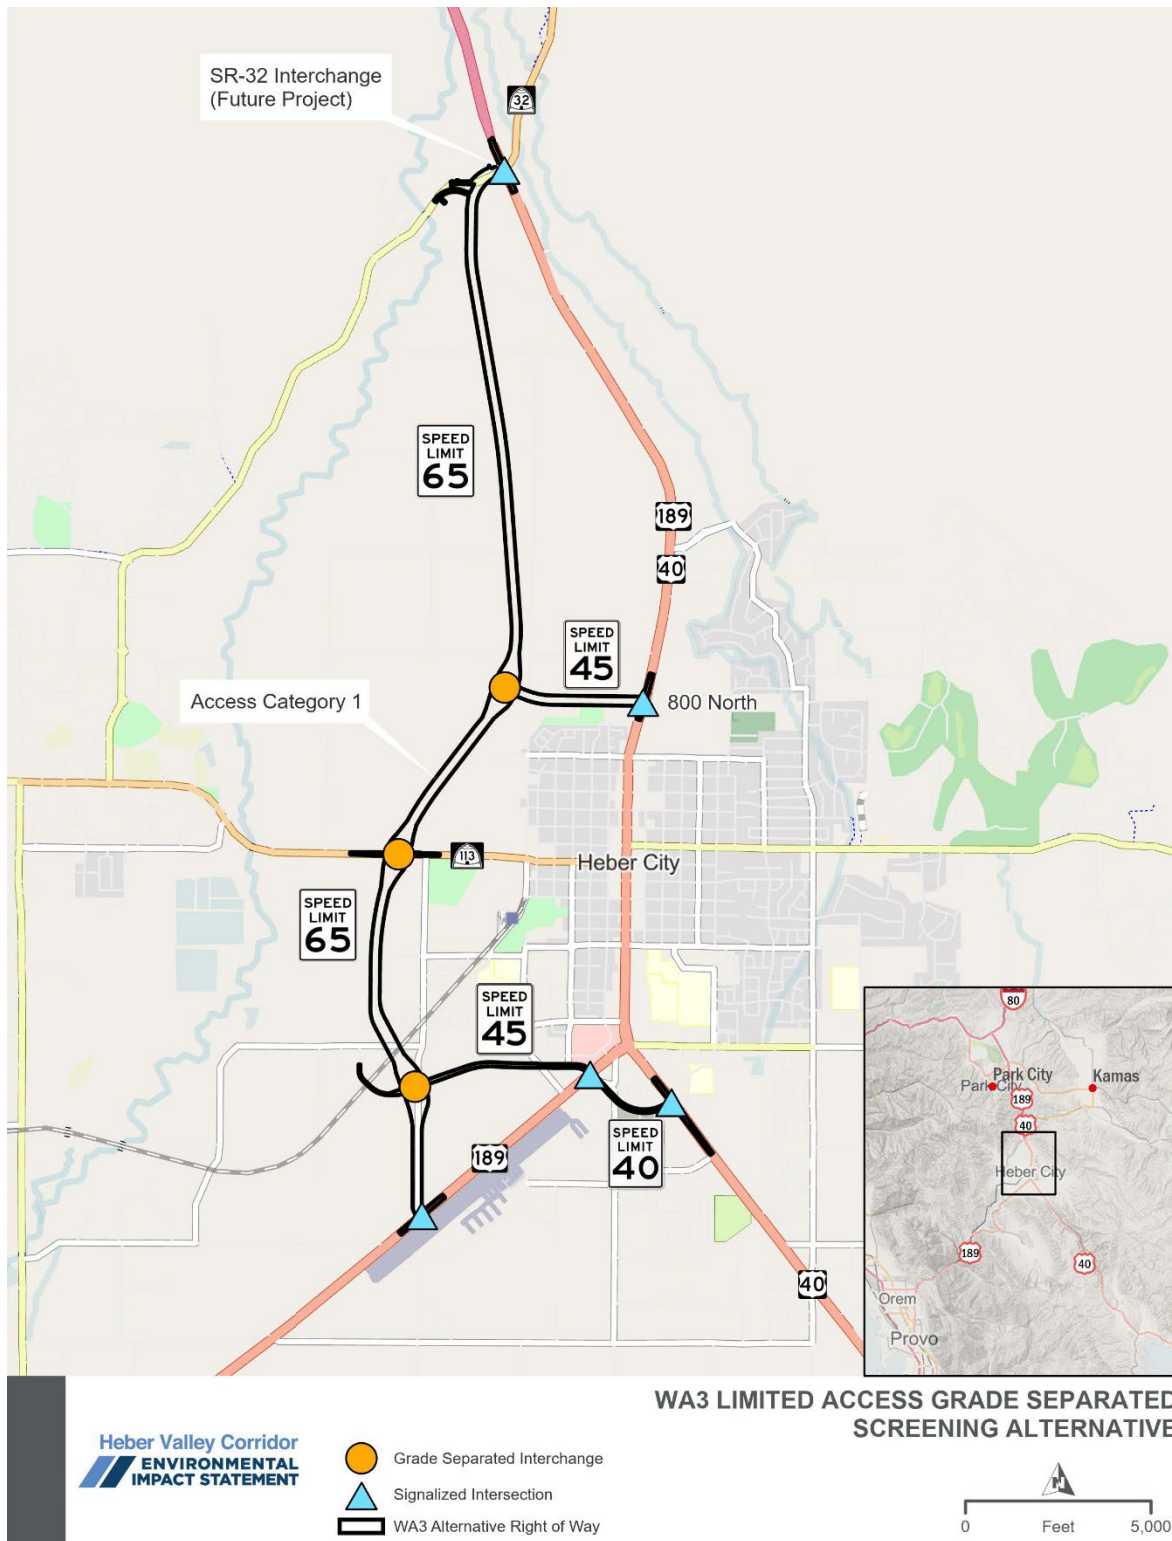 SR-32 Interchange
(Future Project)
32
SPEED
LIMIT
65
189
40
SPEED
LIMIT
45
800 North
Access Category 1
113
Heber City
SPEED
LIMIT
65
SPEED
LIMIT
45
SPEED
LIMIT
40
189
40
80
Park City
Park City
Kamas
189
40
Heber City
189
40
Orem
Provo
WA3 LIMITED ACCESS GRADE SEPARATED
SCREENING ALTERNATIVE
Heber Valley Corridor
ENVIRONMENTAL
IMPACT STATEMENT
Grade Separated Interchange
Signalized Intersection
WA3 Alternative Right of Way
N
0 Feet 5,000